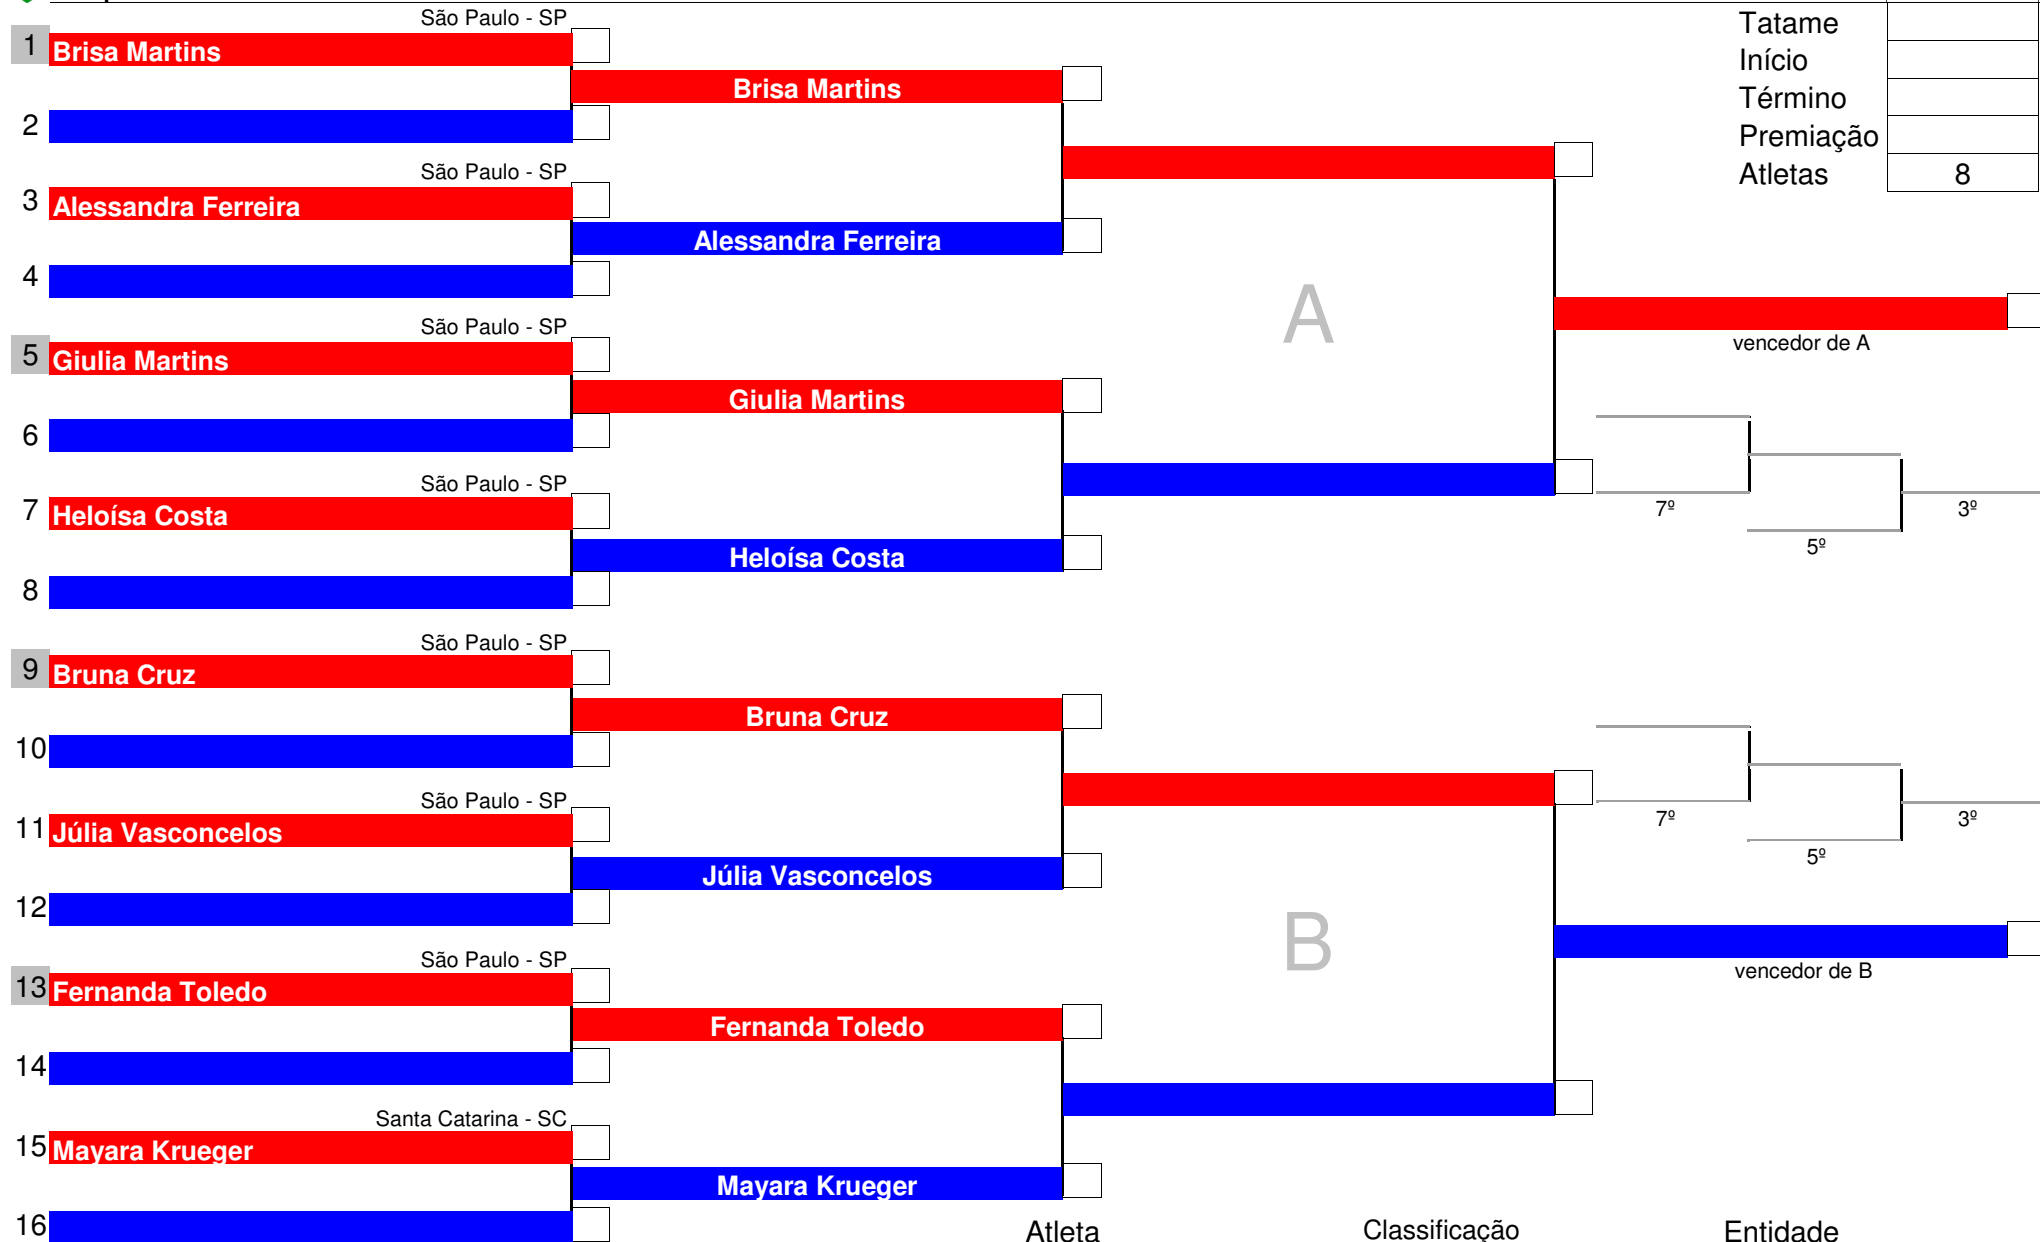 São Paulo - SP
1 Brisa Martins
Brisa Martins
2
São Paulo - SP
3 Alessandra Ferreira
Alessandra Ferreira
4
São Paulo - SP
5 Giulia Martins
Giulia Martins
6
São Paulo - SP
7 Heloísa Costa
Heloísa Costa
8
São Paulo - SP
9 Bruna Cruz
Bruna Cruz
10
São Paulo - SP
11 Júlia Vasconcelos
Júlia Vasconcelos
12
São Paulo - SP
13 Fernanda Toledo
Fernanda Toledo
14
Santa Catarina - SC
15 Mayara Krueger
Mayara Krueger
16
A
B
Tatame
Início
Término
Premiação
Atletas 8
vencedor de A
7º
5º
3º
7º
5º
3º
vencedor de B
Atleta Classificação Entidade